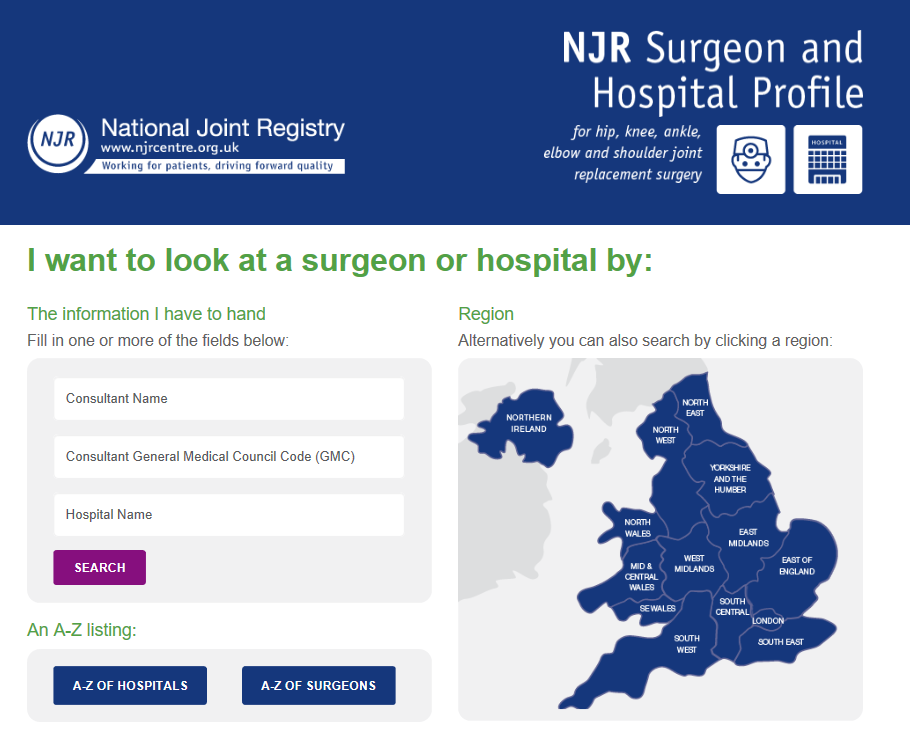 NJR Surgeon and
Hospital Profile
NJR
National Joint Registry
www.njrcentre.org.uk
Working for patients, driving forward quality
for hip, knee, ankle,
elbow and shoulder joint
replacement surgery
HOSPITAL
I want to look at a surgeon or hospital by:
The information I have to hand
Fill in one or more of the fields below:
Consultant Name
Consultant General Medical Council Code (GMC)
Hospital Name
SEARCH
An A-Z listing:
A-Z OF HOSPITALS
A-Z OF SURGEONS
Region
Alternatively you can also search by clicking a region:
NORTHERN
IRELAND
NORTH
EAST
NORTH
WEST
YORKSHIRE
AND THE
HUMBER
NORTH
WALES
EAST
MIDLANDS
WEST
MIDLANDS
EAST OF
ENGLAND
MID &
CENTRAL
WALES
SE WALES
SOUTH
CENTRAL
LONDON
SOUTH EAST
SOUTH
WEST